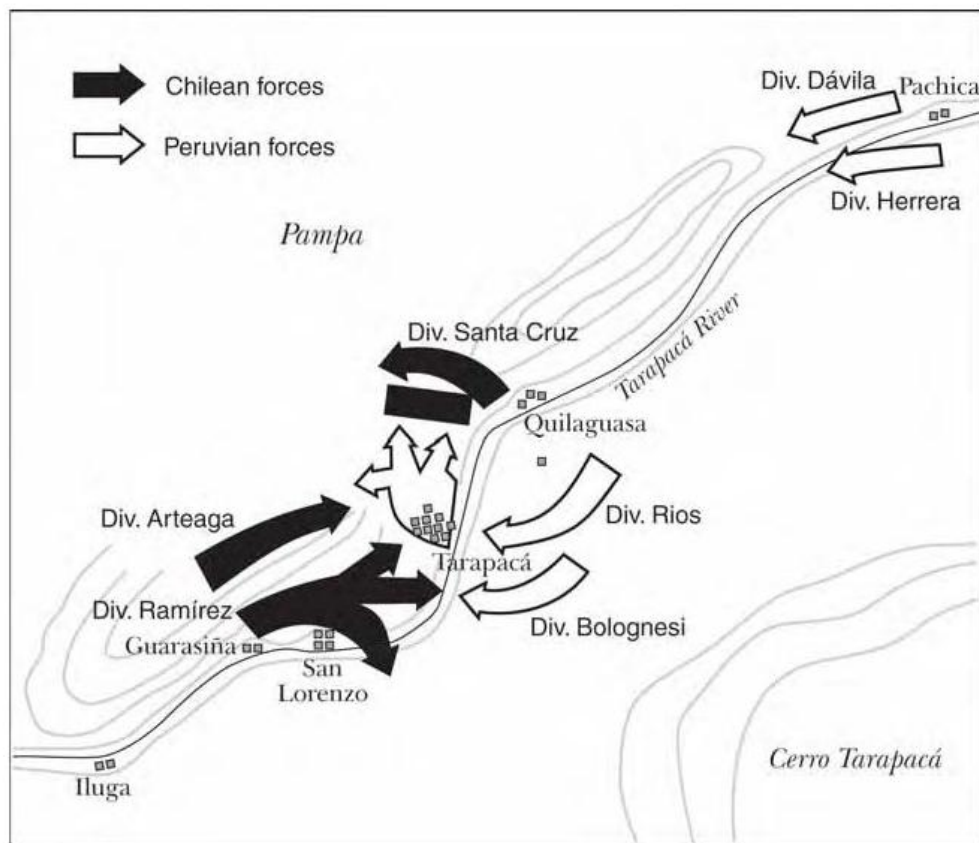 Chilean forces
Peruvian forces
Div. Dávila
Pachica
Div. Herrera
Pampa
Tarapacá River
Div. Santa Cruz
Quilaguasa
Div. Arteaga
Div. Rios
Tarapacá
Div. Ramírez
Div. Bolognesi
Guarasiña
San
Lorenzo
Cerro Tarapacá
Iluga